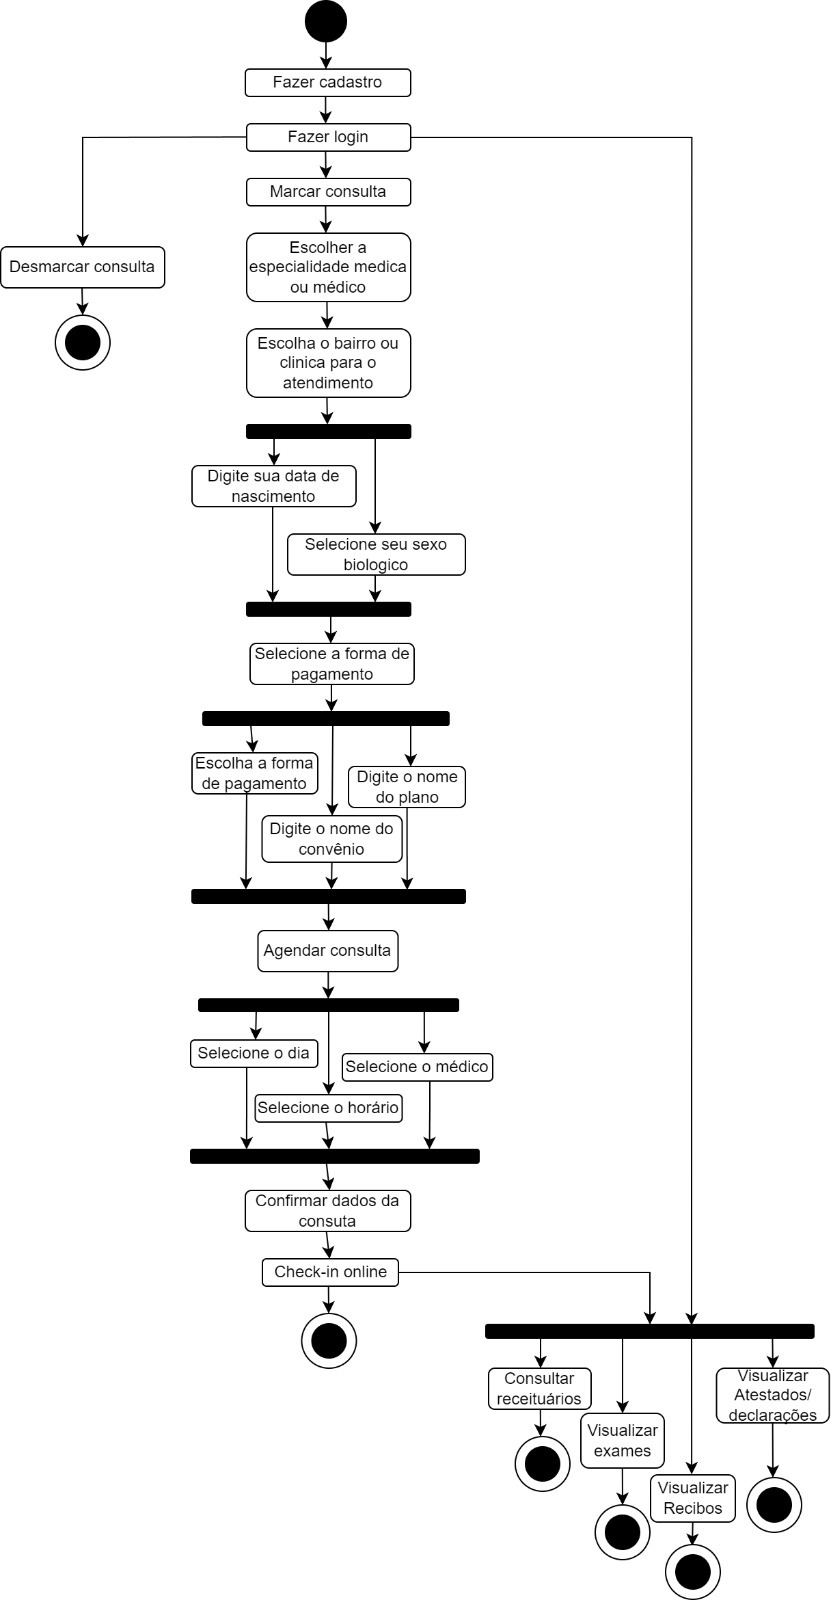 Fazer cadastro
Fazer login
Marcar consulta
Desmarcar consulta
Escolher a
especialidade medica
ou médico
Escolha o bairro ou
clinica para o
atendimento
Digite sua data de
nascimento
Selecione seu sexo
biologico
Selecione a forma de
pagamento
Escolha a forma
de pagamento
Digite o nome
do plano
Digite o nome do
convênio
Agendar consulta
Selecione o dia
Selecione o médico
Selecione o horário
Confirmar dados da
consuta
Check-in online
Consultar
receituários
Visualizar
exames
Visualizar
Recibos
Visualizar
Atestados/
declarações